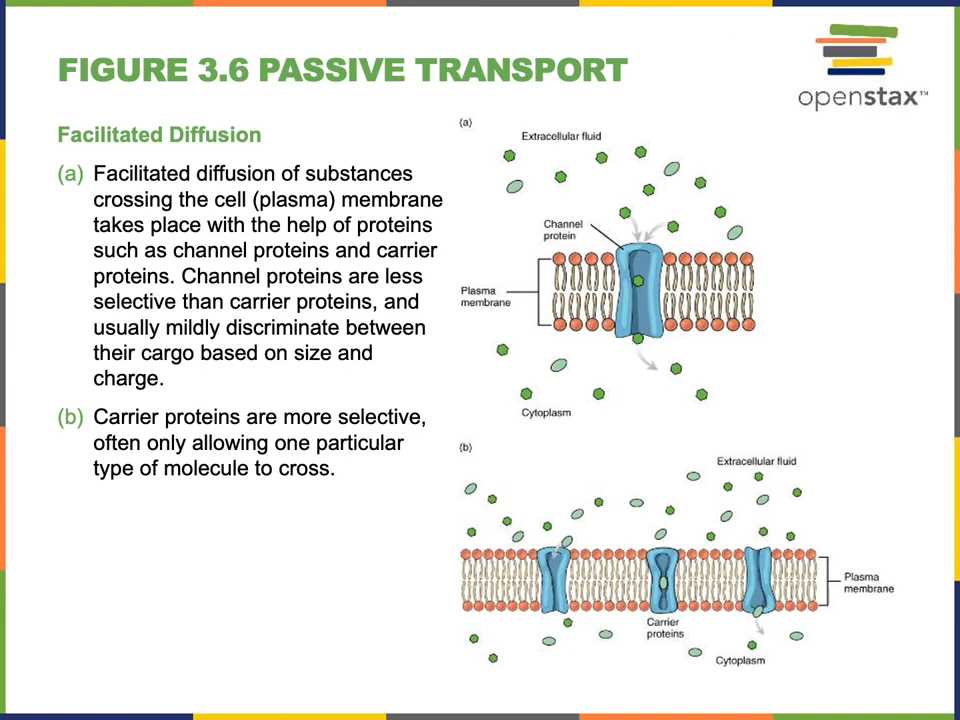 FIGURE 3.6 PASSIVE TRANSPORT
openstax™
Facilitated Diffusion
(a) Facilitated diffusion of substances
crossing the cell (plasma) membrane
takes place with the help of proteins
such as channel proteins and carrier
proteins. Channel proteins are less
selective than carrier proteins, and
usually mildly discriminate between
their cargo based on size and
charge.
(b) Carrier proteins are more selective,
often only allowing one particular
type of molecule to cross.
(a)
Extracellular fluid
Channel
protein
Plasma
membrane
Cytoplasm
(b)
Extracellular fluid
Plasma
membrane
Carrier
proteins
Cytoplasm